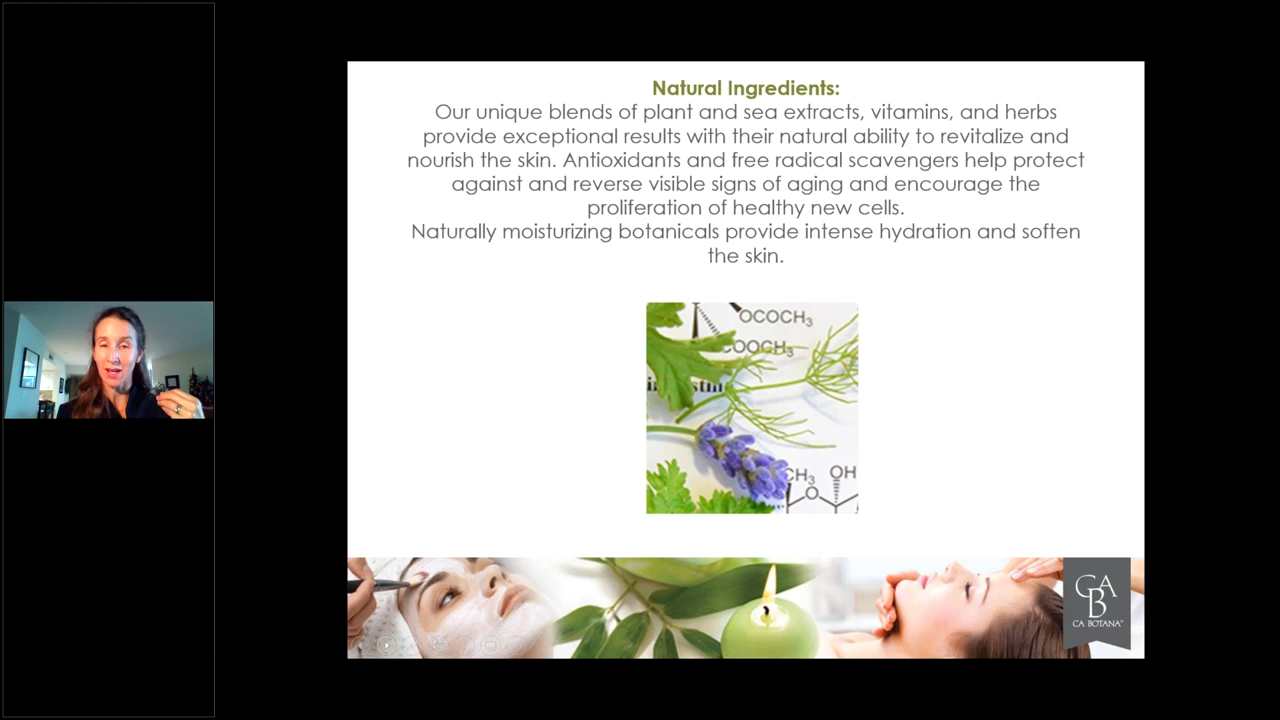 Natural Ingredients:
Our unique blends of plant and sea extracts, vitamins, and herbs
provide exceptional results with their natural ability to revitalize and
nourish the skin. Antioxidants and free radical scavengers help protect
against and reverse visible signs of aging and encourage the
proliferation of healthy new cells.
Naturally moisturizing botanicals provide intense hydration and soften
the skin.
OCOCH₃
COOCH₃
CH₃
OH
O
CAB
CA BOTANA®